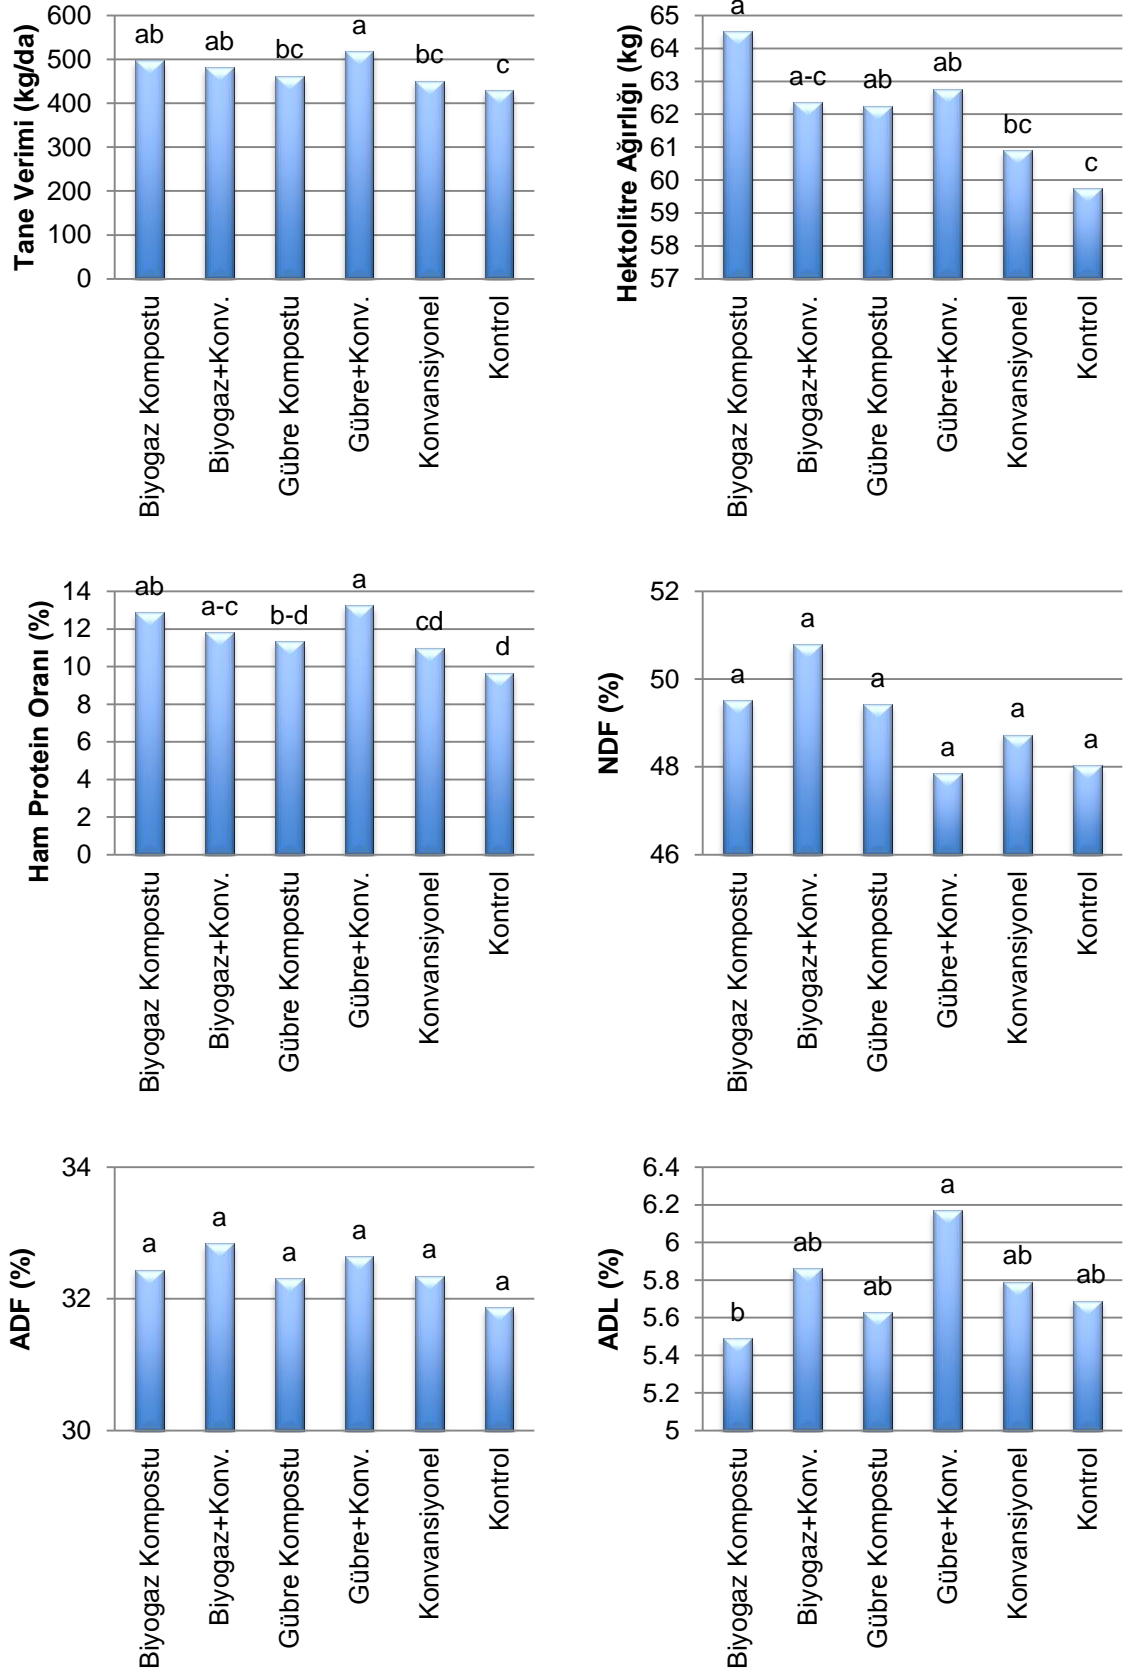 Tane Verimi (kg/da)
600
500
400
300
200
100
0
ab
ab
bc
a
bc
c
Biyogaz Kompostu
Biyogaz+Konv.
Gübre Kompostu
Gübre+Konv.
Konvansiyonel
Kontrol
Hektolitre Ağırlığı (kg)
65
64
63
62
61
60
59
58
57
a
a-c
ab
ab
bc
c
Biyogaz Kompostu
Biyogaz+Konv.
Gübre Kompostu
Gübre+Konv.
Konvansiyonel
Kontrol
Ham Protein Oranı (%)
14
12
10
8
6
4
2
0
ab
a-c
b-d
a
cd
d
Biyogaz Kompostu
Biyogaz+Konv.
Gübre Kompostu
Gübre+Konv.
Konvansiyonel
Kontrol
NDF (%)
52
50
48
46
a
a
a
a
a
a
Biyogaz Kompostu
Biyogaz+Konv.
Gübre Kompostu
Gübre+Konv.
Konvansiyonel
Kontrol
ADF (%)
34
32
30
a
a
a
a
a
a
Biyogaz Kompostu
Biyogaz+Konv.
Gübre Kompostu
Gübre+Konv.
Konvansiyonel
Kontrol
ADL (%)
6.4
6.2
6
5.8
5.6
5.4
5.2
5
b
ab
ab
a
ab
ab
Biyogaz Kompostu
Biyogaz+Konv.
Gübre Kompostu
Gübre+Konv.
Konvansiyonel
Kontrol